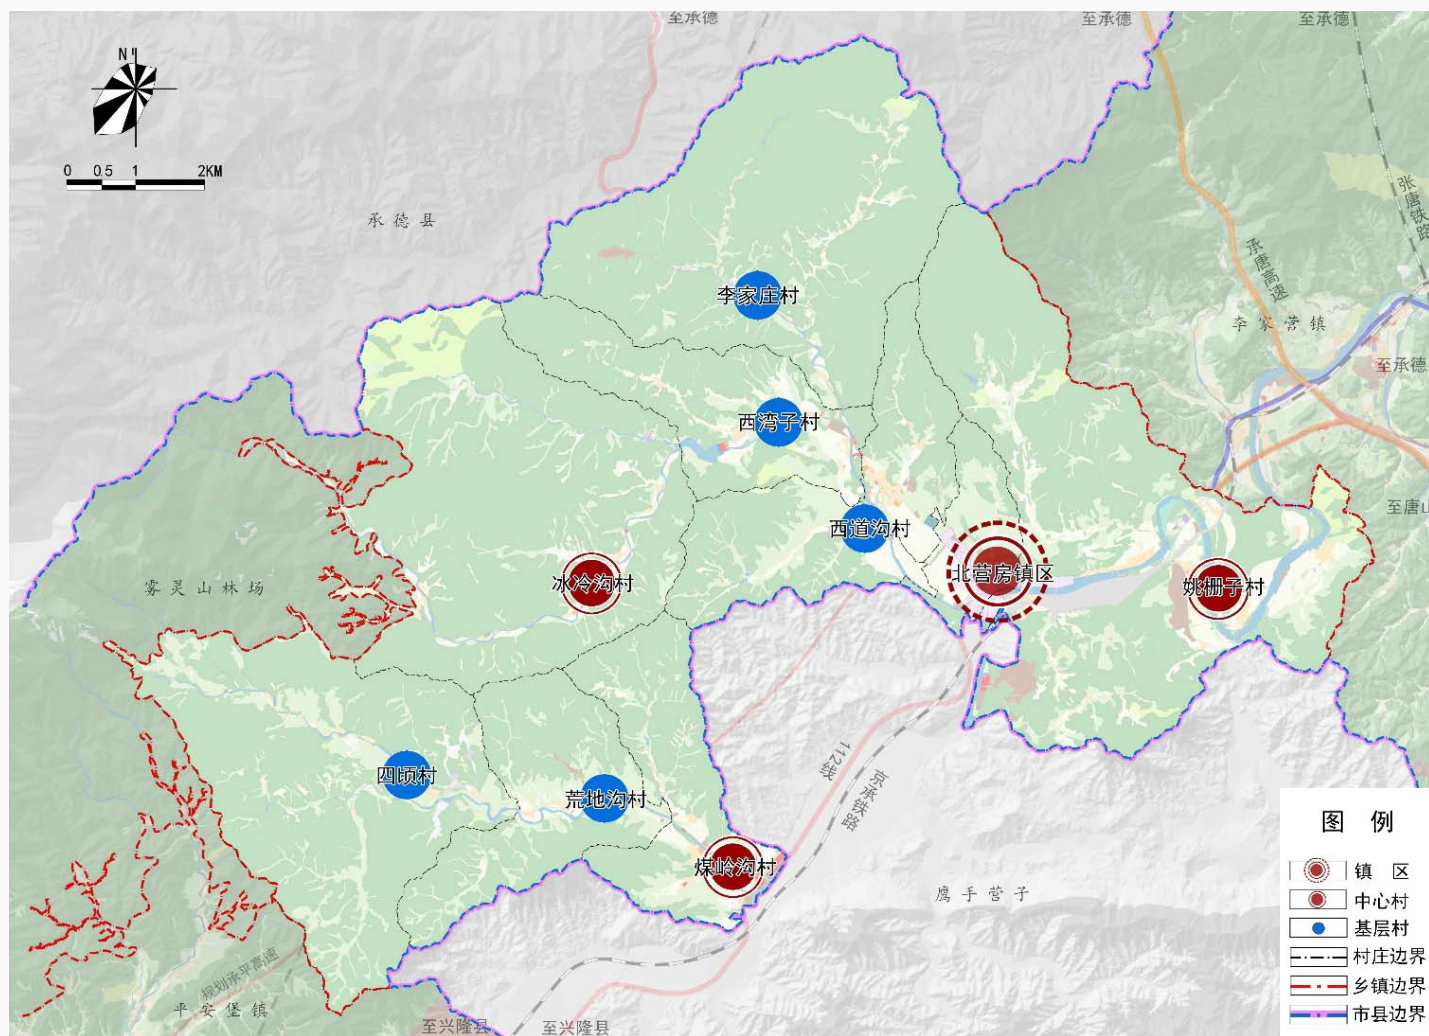 至承德
至承德
至承德
N
0 0.5 1 2KM
承德县
张唐铁路
承唐高速
李家营镇
李家庄村
至承德
西湾子村
至唐山
西道沟村
北营房镇区
冰冷沟村
姚栅子村
雾灵山林场
四顷村
荒地沟村
112线
京承铁路
煤岭沟村
鹰手营子
规划承平高速
平安堡镇
至兴隆县
至兴隆县
图例
镇区
中心村
基层村
村庄边界
乡镇边界
市县边界